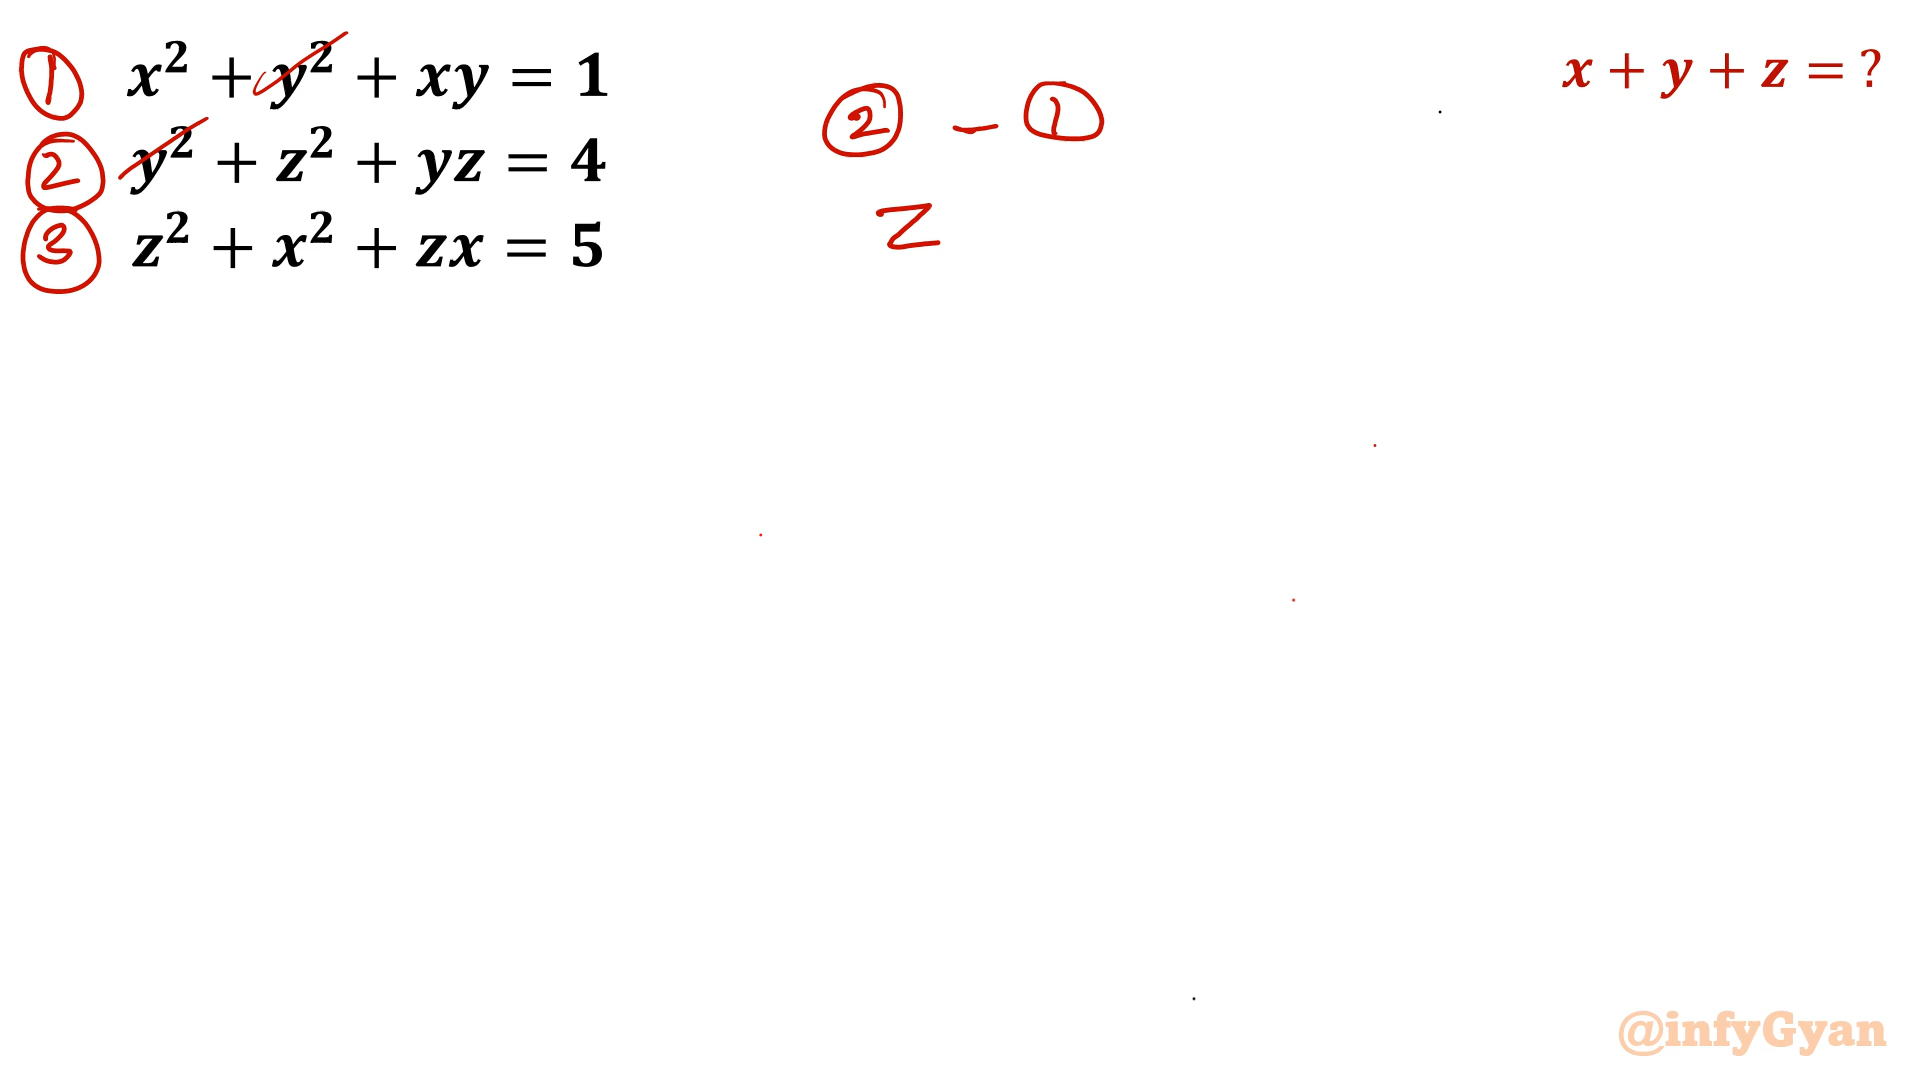 ① x² + y² + xy = 1
② y² + z² + yz = 4
③ z² + x² + zx = 5
② - ①
z
x + y + z = ?
@infyGyan